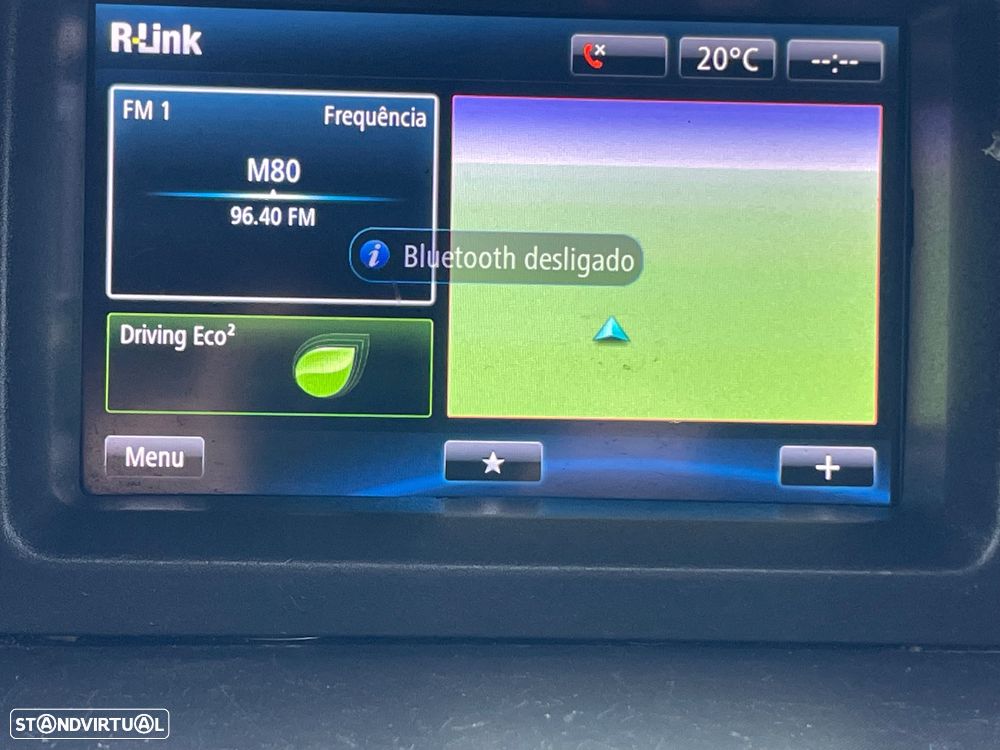 R-Link
20°C
--:--
FM 1
Frequência
M80
96.40 FM
Bluetooth desligado
Driving Eco²
Menu
STANDVIRTUAL